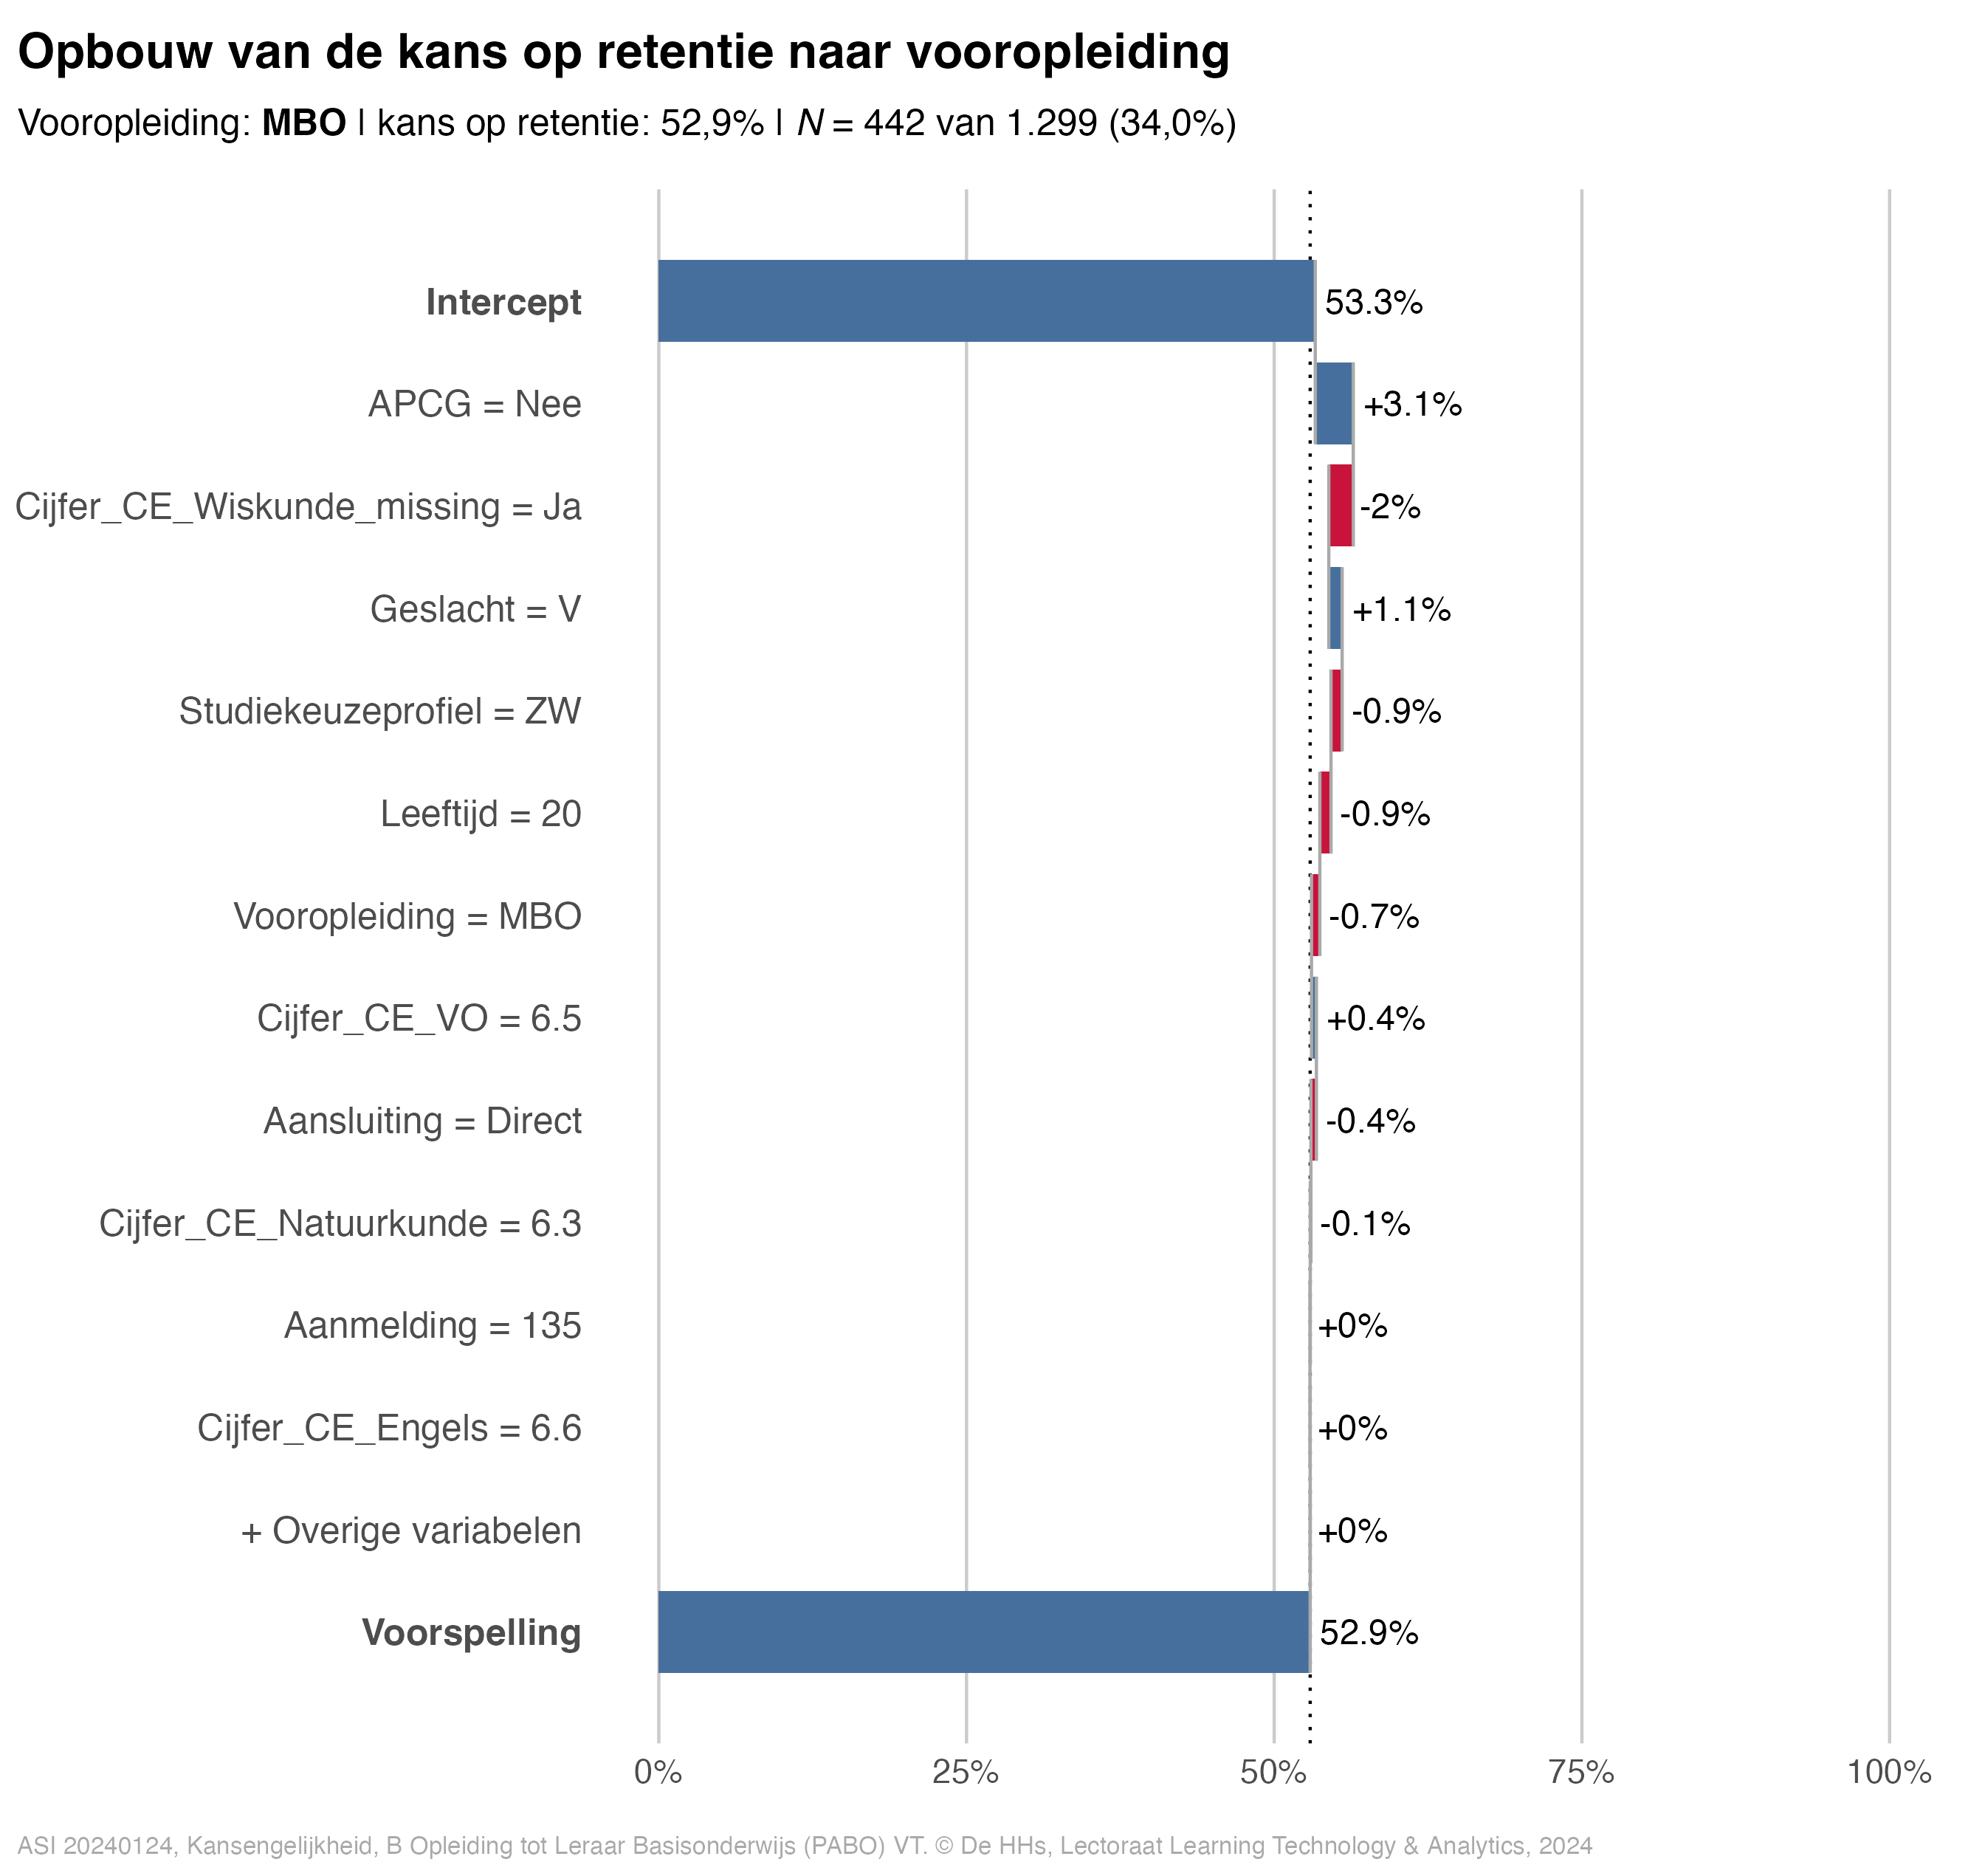 Opbouw van de kans op retentie naar vooropleiding
Vooropleiding: MBO | kans op retentie: 52,9% | N = 442 van 1.299 (34,0%)
Intercept 53.3%
APCG = Nee +3.1%
Cijfer_CE_Wiskunde_missing = Ja -2%
Geslacht = V +1.1%
Studiekeuzeprofiel = ZW -0.9%
Leeftijd = 20 -0.9%
Vooropleiding = MBO -0.7%
Cijfer_CE_VO = 6.5 +0.4%
Aansluiting = Direct -0.4%
Cijfer_CE_Natuurkunde = 6.3 -0.1%
Aanmelding = 135 +0%
Cijfer_CE_Engels = 6.6 +0%
+ Overige variabelen +0%
Voorspelling 52.9%
0% 25% 50% 75% 100%
ASI 20240124, Kansengelijkheid, B Opleiding tot Leraar Basisonderwijs (PABO) VT. © De HHs, Lectoraat Learning Technology & Analytics, 2024